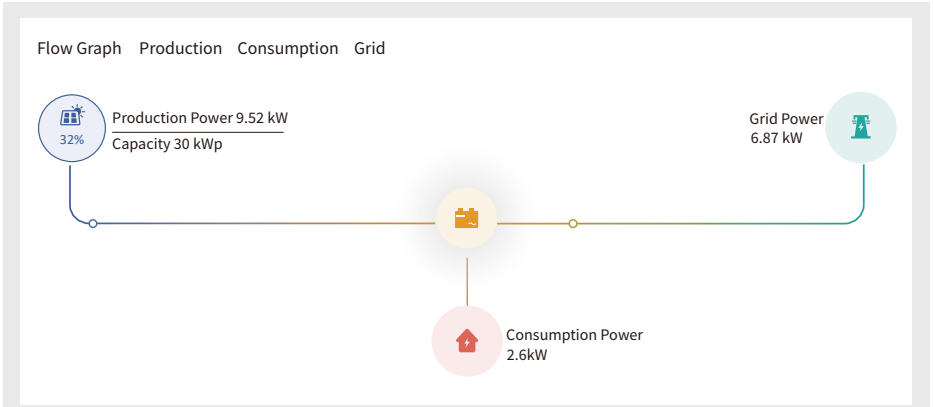 Flow Graph Production Consumption Grid
32%
Production Power 9.52 kW
Capacity 30 kWp
Grid Power
6.87 kW
Consumption Power
2.6kW